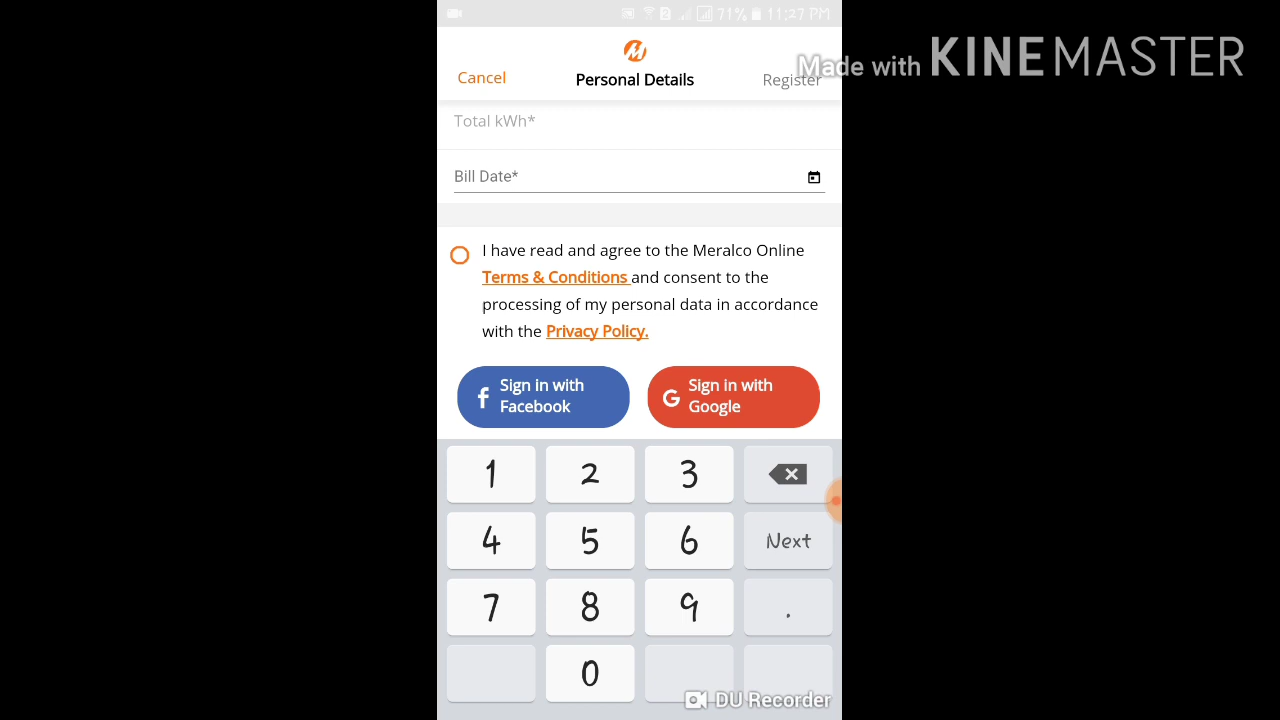 71% 11:27 PM
Made with KINEMASTER
Cancel Personal Details Register
Total kWh*
Bill Date*
I have read and agree to the Meralco Online
Terms & Conditions and consent to the
processing of my personal data in accordance
with the Privacy Policy.
Sign in with
Facebook
Sign in with
Google
1 2 3
4 5 6 Next
7 8 9 .
0
DU Recorder